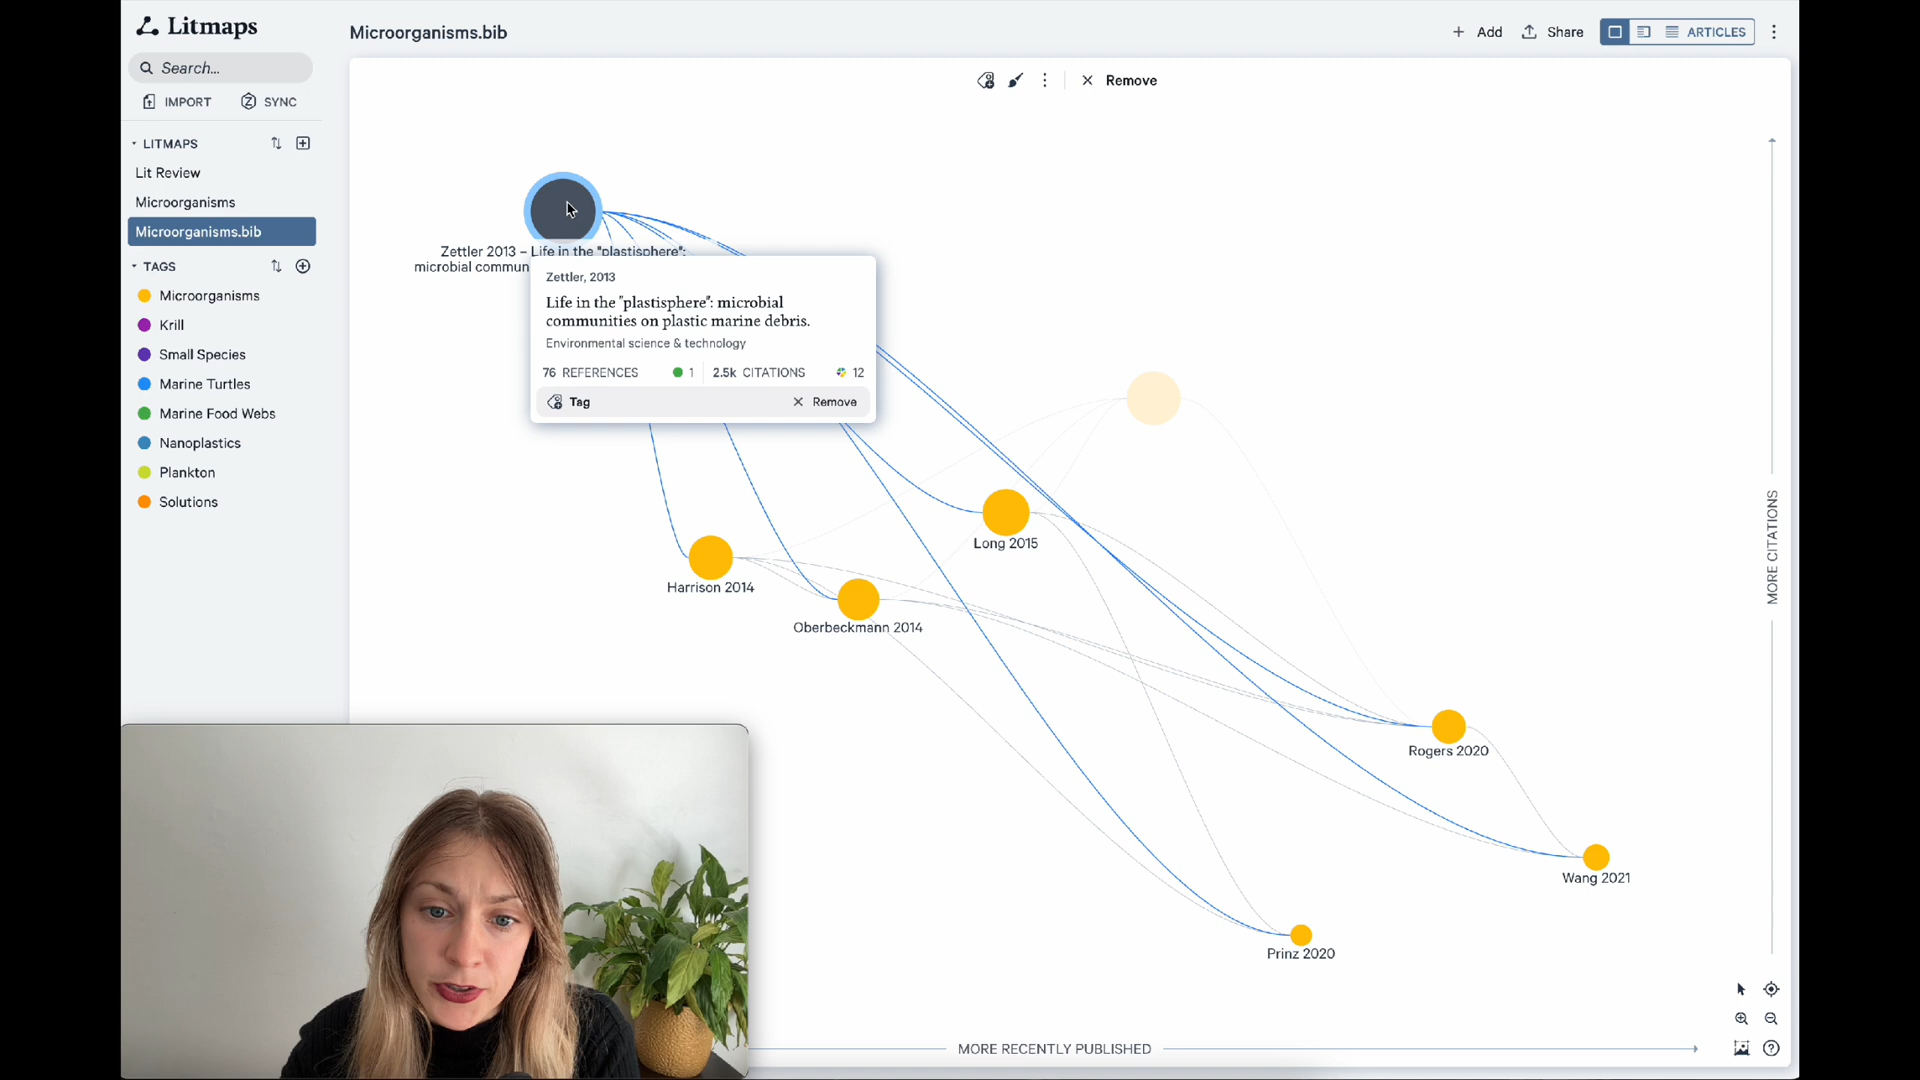 Litmaps
Search...
IMPORT
SYNC
LITMAPS
Lit Review
Microorganisms
Microorganisms.bib
TAGS
Microorganisms
Krill
Small Species
Marine Turtles
Marine Food Webs
Nanoplastics
Plankton
Solutions
Microorganisms.bib
Add
Share
ARTICLES
Remove
Zettler 2013 – Life in the "plastisphere":
microbial commun
Zettler, 2013
Life in the "plastisphere": microbial
communities on plastic marine debris.
Environmental science & technology
76 REFERENCES 1 2.5k CITATIONS 12
Tag Remove
Long 2015
Harrison 2014
Oberbeckmann 2014
Rogers 2020
Wang 2021
Prinz 2020
MORE CITATIONS
MORE RECENTLY PUBLISHED